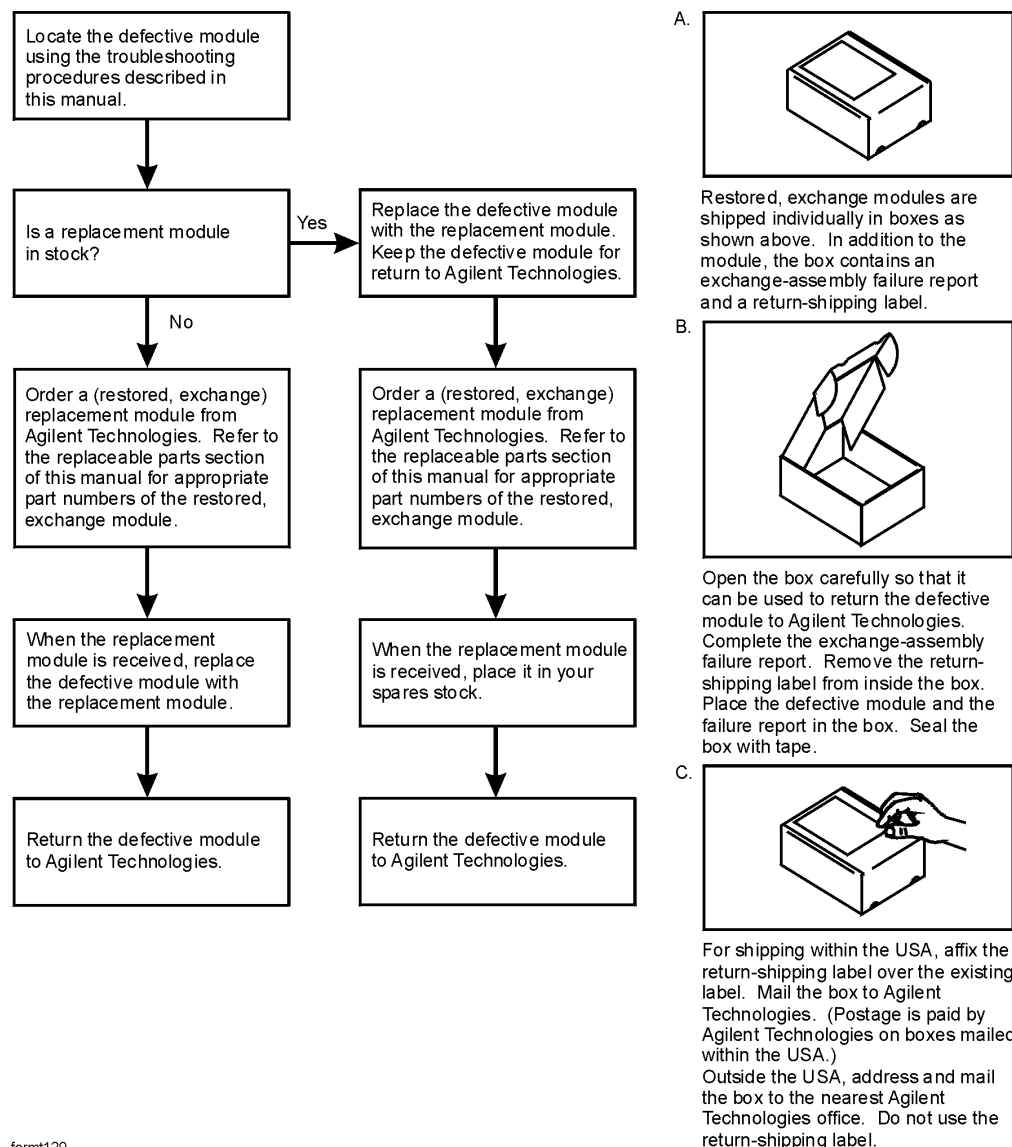 Locate the defective module
using the troubleshooting
procedures described in
this manual.
Is a replacement module
in stock?
Yes
No
Replace the defective module
with the replacement module.
Keep the defective module for
return to Agilent Technologies.
Order a (restored, exchange)
replacement module from
Agilent Technologies. Refer to
the replaceable parts section
of this manual for appropriate
part numbers of the restored,
exchange module.
Order a (restored, exchange)
replacement module from
Agilent Technologies. Refer to
the replaceable parts section
of this manual for appropriate
part numbers of the restored,
exchange module.
When the replacement
module is received, replace
the defective module with
the replacement module.
When the replacement module
is received, place it in your
spares stock.
Return the defective module
to Agilent Technologies.
Return the defective module
to Agilent Technologies.
A.
Restored, exchange modules are
shipped individually in boxes as
shown above. In addition to the
module, the box contains an
exchange-assembly failure report
and a return-shipping label.
B.
Open the box carefully so that it
can be used to return the defective
module to Agilent Technologies.
Complete the exchange-assembly
failure report. Remove the return-
shipping label from inside the box.
Place the defective module and the
failure report in the box. Seal the
box with tape.
C.
For shipping within the USA, affix the
return-shipping label over the existing
label. Mail the box to Agilent
Technologies. (Postage is paid by
Agilent Technologies on boxes mailed
within the USA.)
Outside the USA, address and mail
the box to the nearest Agilent
Technologies office. Do not use the
return-shipping label.